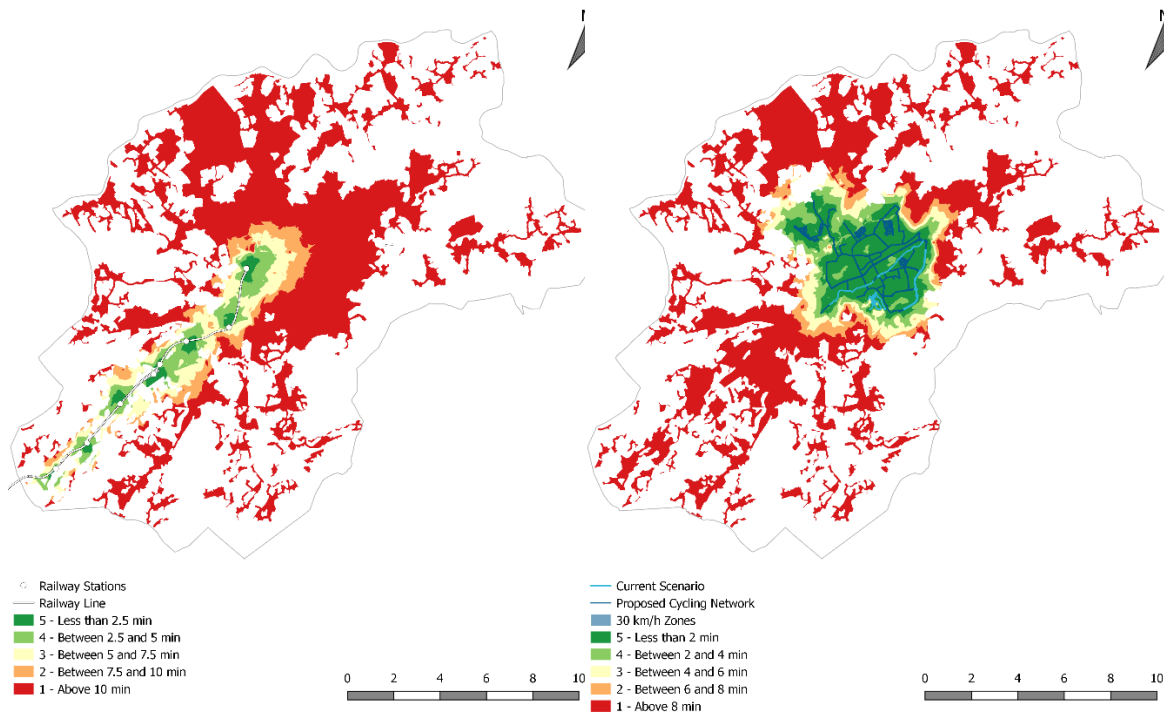 N
Railway Stations
Railway Line
5 - Less than 2.5 min
4 - Between 2.5 and 5 min
3 - Between 5 and 7.5 min
2 - Between 7.5 and 10 min
1 - Above 10 min
0 2 4 6 8 10
N
Current Scenario
Proposed Cycling Network
30 km/h Zones
5 - Less than 2 min
4 - Between 2 and 4 min
3 - Between 4 and 6 min
2 - Between 6 and 8 min
1 - Above 8 min
0 2 4 6 8 10